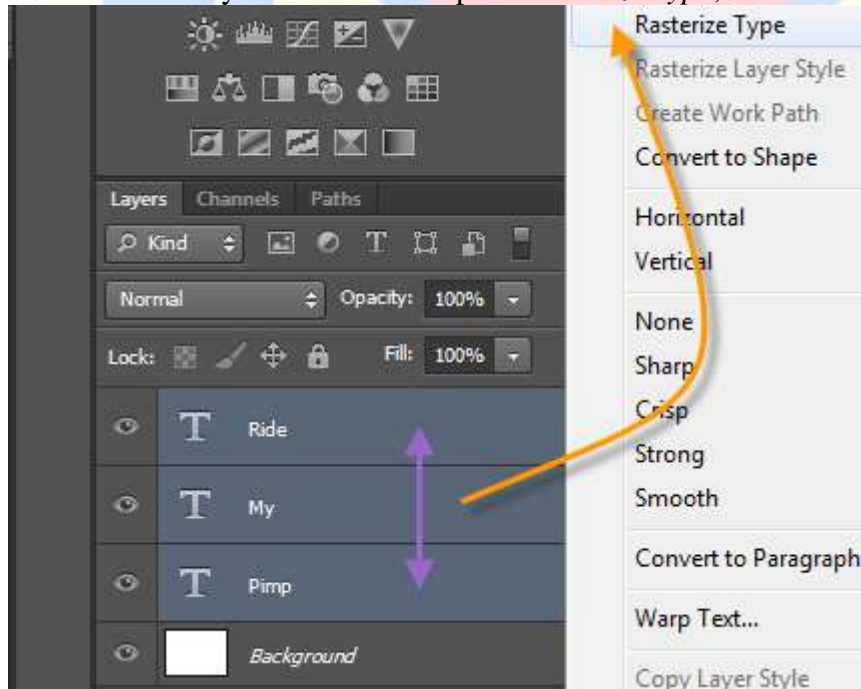 Layers Channels Paths
Kind T
Normal Opacity: 100%
Lock: Fill: 100%
T Ride
T My
T Pimp
Background
Rasterize Type
Rasterize Layer Style
Create Work Path
Convert to Shape
Horizontal
Vertical
None
Sharp
Crisp
Strong
Smooth
Convert to Paragraph
Warp Text...
Copy Layer Style